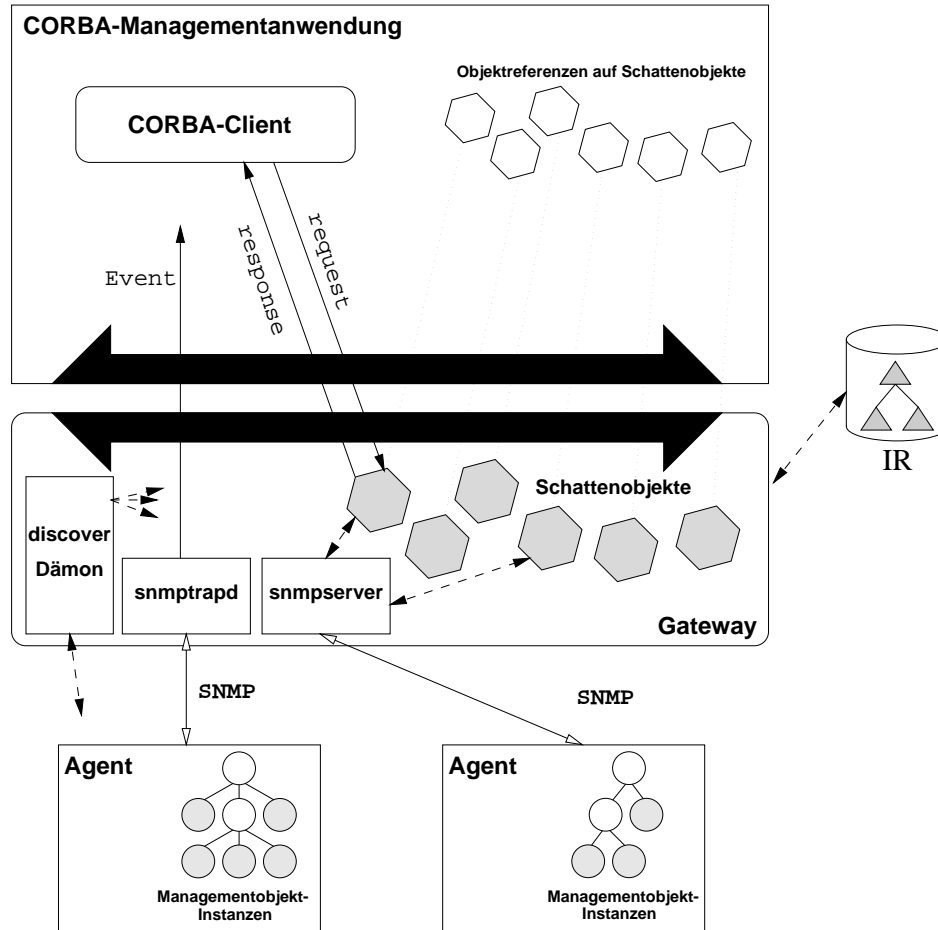 CORBA-Managementanwendung
Objektreferenzen auf Schattenobjekte
CORBA-Client
response
request
Event
IR
Schattenobjekte
discover
Dämon
snmptrapd
snmpserver
Gateway
SNMP
SNMP
Agent
Managementobjekt-
Instanzen
Agent
Managementobjekt-
Instanzen